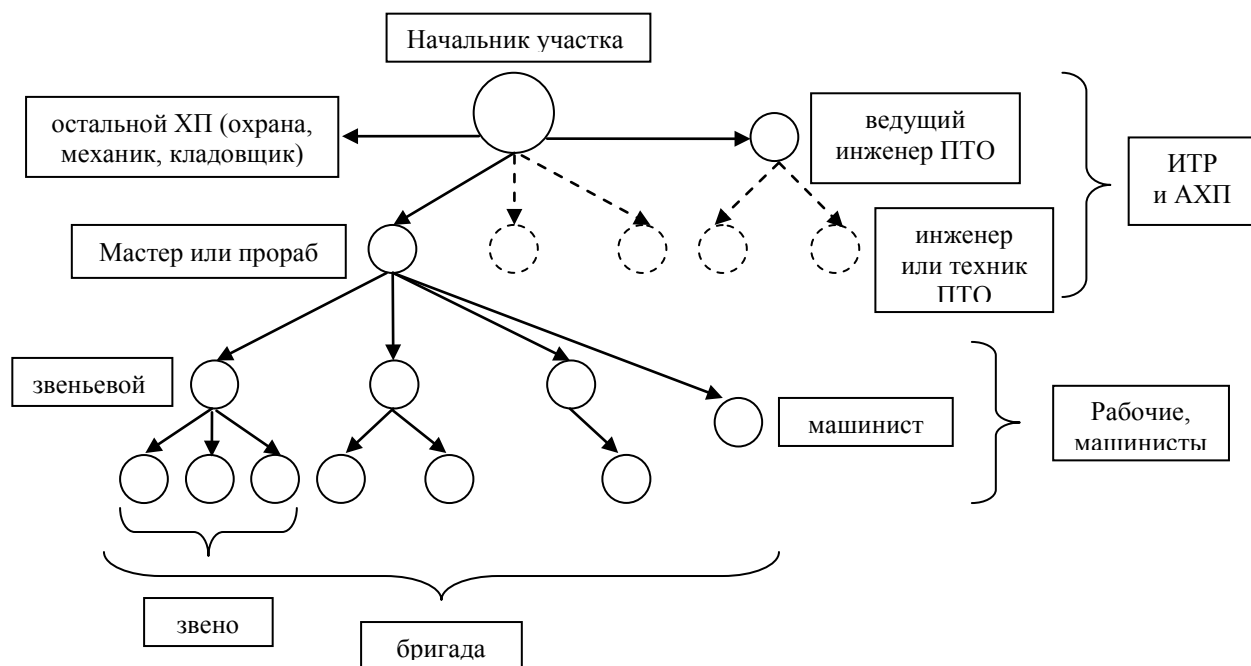 Начальник участка
остальной ХП (охрана,
механик, кладовщик)
ведущий
инженер ПТО
ИТР
и АХП
Мастер или прораб
инженер
или техник
ПТО
звеньевой
машинист
Рабочие,
машинисты
звено
бригада